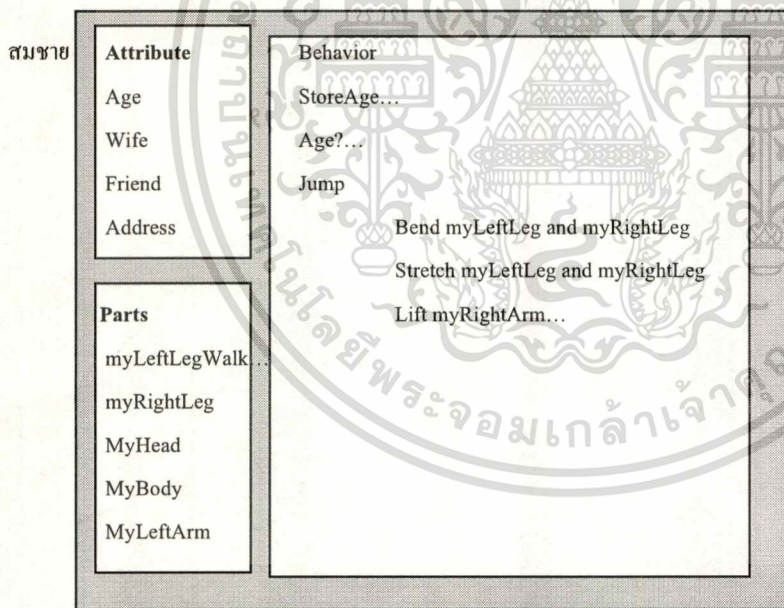 สมชาย
Attribute
Age
Wife
Friend
Address
Parts
myLeftLegWalk...
myRightLeg
MyHead
MyBody
MyLeftArm
Behavior
StoreAge...
Age?...
Jump
Bend myLeftLeg and myRightLeg
Stretch myLeftLeg and myRightLeg
Lift myRightArm...